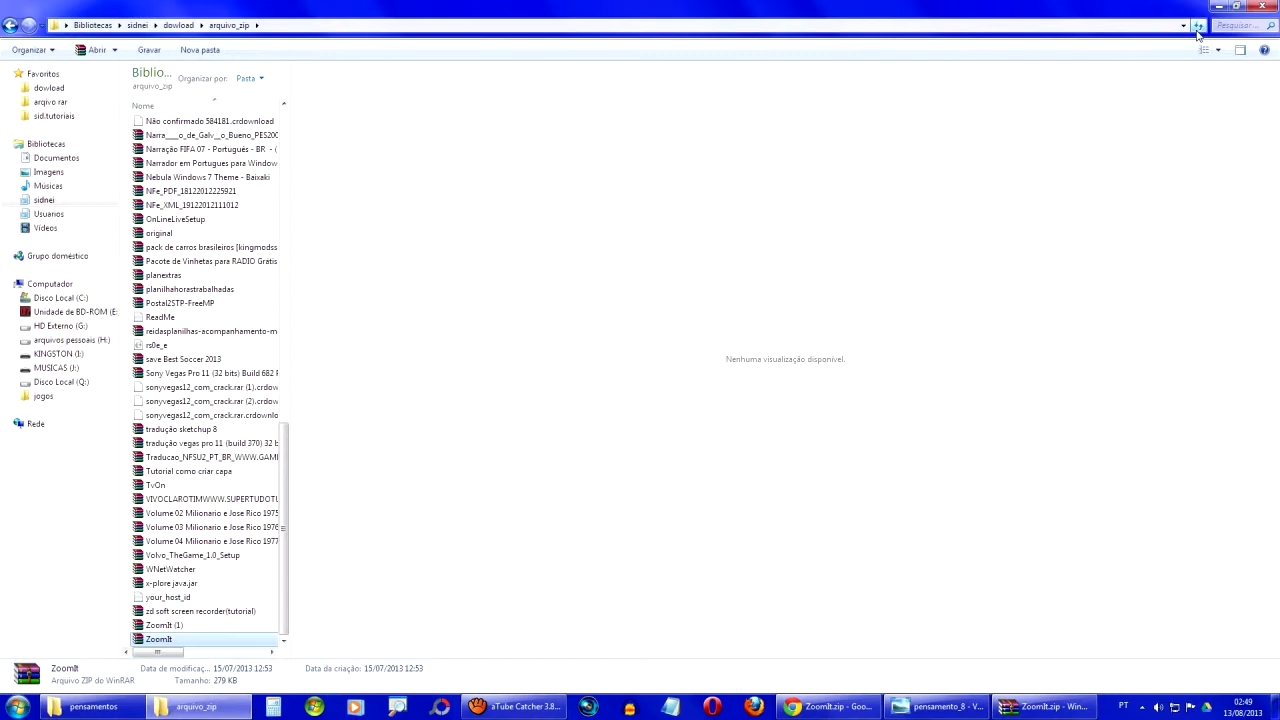 Bibliotecas ▸ sidnei ▸ dowload ▸ arquivo_zip ▸
Pesquisar ...
Organizar Abrir Gravar Nova pasta
Favoritos
dowload
arqivo rar
sid.tutoriais
Bibliotecas
Documentos
Imagens
Músicas
sidnei
Usuarios
Vídeos
Grupo doméstico
Computador
Disco Local (C:)
Unidade de BD-ROM (E:
HD Externo (G:)
arquivos pessoais (H:)
KINGSTON (I:)
MUSICAS (J:)
Disco Local (Q:)
jogos
Rede
Biblio...
arquivo_zip
Organizar por: Pasta
Nome
Não confirmado 584181.crdownload
Narra____o_de_Galv__o_Bueno_PES200
Narração FIFA 07 - Português - BR - (
Narrador em Portugues para Window
Nebula Windows 7 Theme - Baixaki
NFe_PDF_18122012225921
NFe_XML_19122012111012
OnLineLiveSetup
original
pack de carros brasileiros [kingmodss
Pacote de Vinhetas para RADIO Grátis
planextras
planilhahorastrabalhadas
Postal2STP-FreeMP
ReadMe
reidasplanilhas-acompanhamento-m
rs0e_e
save Best Soccer 2013
Sony Vegas Pro 11 (32 bits) Build 682 F
sonyvegas12_com_crack.rar (1).crdow
sonyvegas12_com_crack.rar (2).crdow
sonyvegas12_com_crack.rar.crdownlo
tradução sketchup 8
tradução vegas pro 11 (build 370) 32 b
Traducao_NFSU2_PT_BR_WWW.GAM
Tutorial como criar capa
TvOn
VIVOCLAROTIMWWW.SUPERTUDOTU
Volume 02 Milionario e Jose Rico 1975
Volume 03 Milionario e Jose Rico 1976
Volume 04 Milionario e Jose Rico 1977
Volvo_TheGame_1.0_Setup
WNetWatcher
x-plore java.jar
your_host_id
zd soft screen recorder(tutorial)
ZoomIt (1)
ZoomIt
Nenhuma visualização disponível.
ZoomIt Data de modificaç... 15/07/2013 12:53 Data da criação: 15/07/2013 12:53
Arquivo ZIP do WinRAR Tamanho: 279 KB
pensamentos arquivo_zip aTube Catcher 3.8... ZoomIt.zip - Goo... pensamento_8 - V... ZoomIt.zip - Win... PT 02:49
13/08/2013